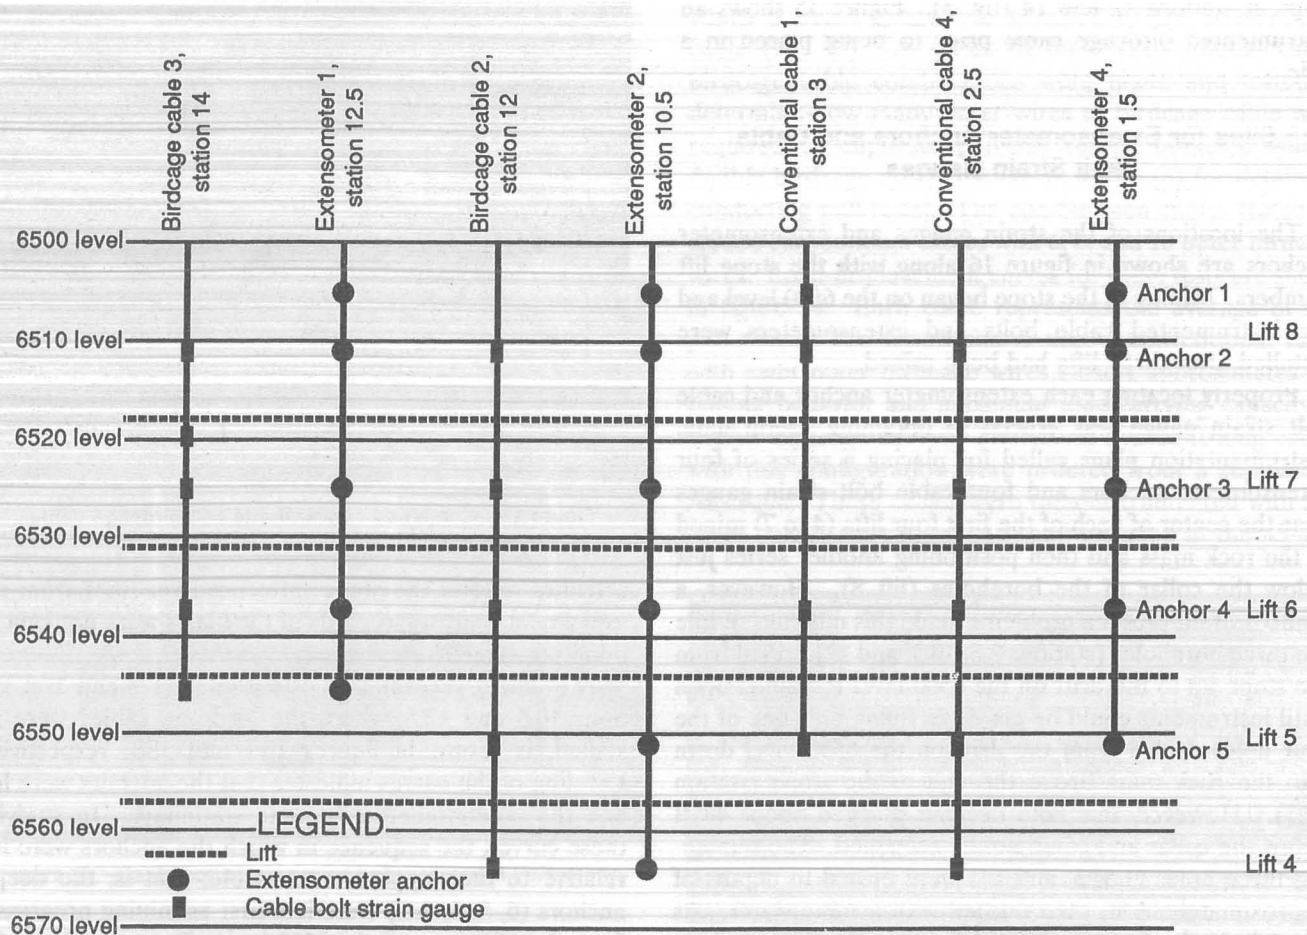 Birdcage cable 3,
station 14
Extensometer 1,
station 12.5
Birdcage cable 2,
station 12
Extensometer 2,
station 10.5
Conventional cable 1,
station 3
Conventional cable 4,
station 2.5
Extensometer 4,
station 1.5
6500 level
Anchor 1
Lift 8
6510 level
Anchor 2
6520 level
Anchor 3
Lift 7
6530 level
Anchor 4
Lift 6
6540 level
6550 level
Anchor 5
Lift 5
6560 level
LEGEND
Lift
Extensometer anchor
Cable bolt strain gauge
Lift 4
6570 level